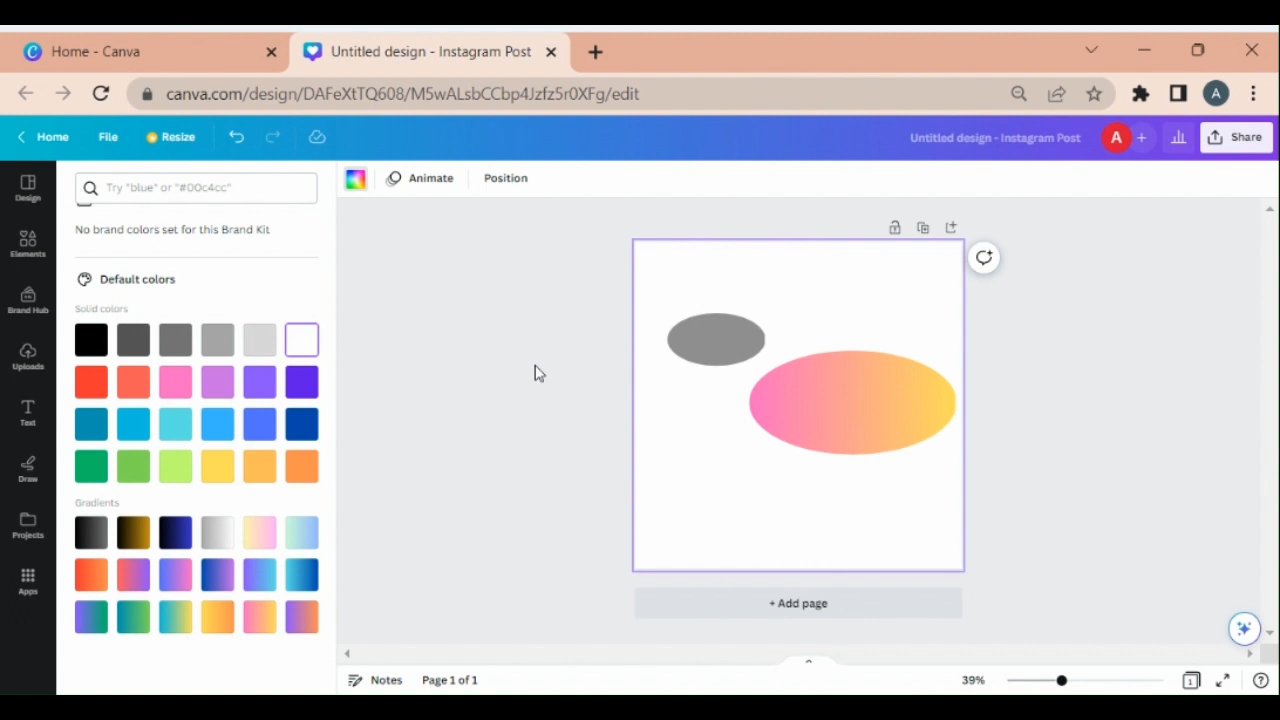 Home - Canva
Untitled design - Instagram Post
canva.com/design/DAFeXtTQ608/M5wALsbCCbp4Jzfz5r0XFg/edit
A
Home
File
Resize
Untitled design - Instagram Post
A
+
Share
Design
Elements
Brand Hub
Uploads
Text
Draw
Projects
Apps
Try "blue" or "#00c4cc"
No brand colors set for this Brand Kit
Default colors
Solid colors
Gradients
Animate
Position
+ Add page
Notes
Page 1 of 1
39%
1
?